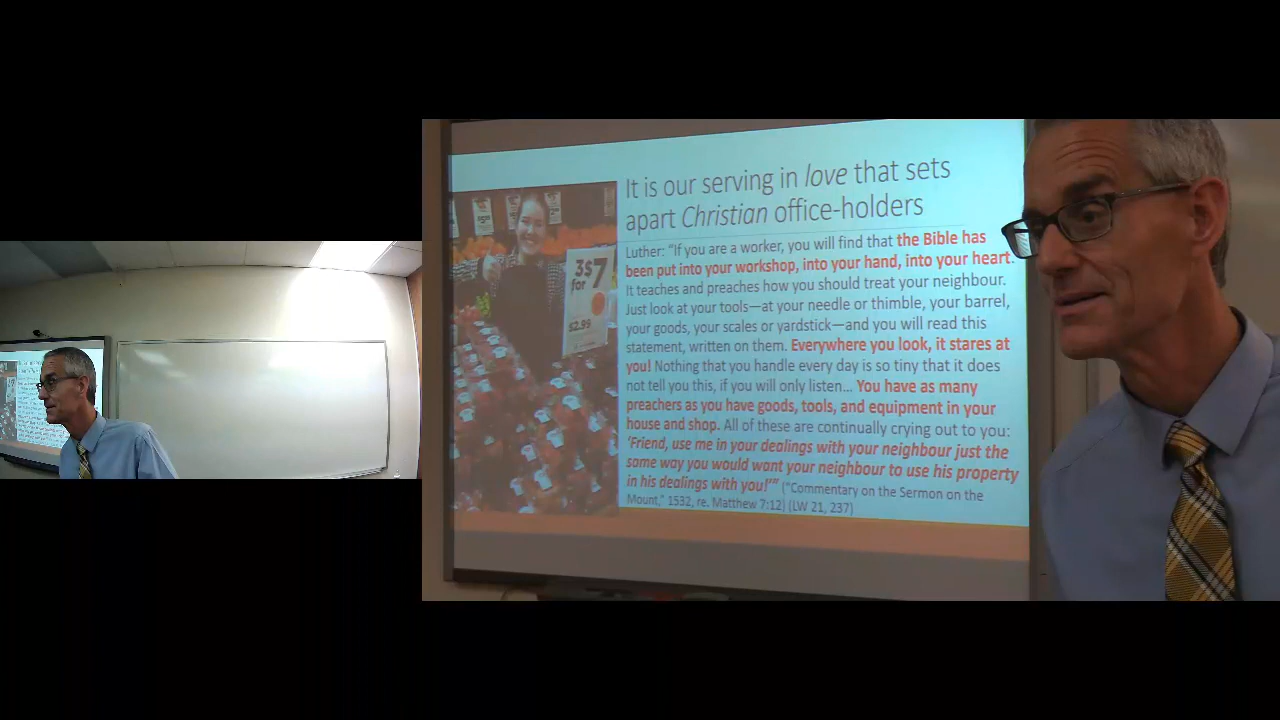 It is our serving in love that sets
apart Christian office-holders
Luther: “If you are a worker, you will find that the Bible has
been put into your workshop, into your hand, into your heart.
It teaches and preaches how you should treat your neighbour.
Just look at your tools—at your needle or thimble, your barrel,
your goods, your scales or yardstick—and you will read this
statement, written on them. Everywhere you look, it stares at
you! Nothing that you handle every day is so tiny that it does
not tell you this, if you will only listen... You have as many
preachers as you have goods, tools, and equipment in your
house and shop. All of these are continually crying out to you:
‘Friend, use me in your dealings with your neighbour just the
same way you would want your neighbour to use his property
in his dealings with you!’” (“Commentary on the Sermon on the
Mount,” 1532, re. Matthew 7:12) (LW 21, 237)
3$
for 7
$2.99